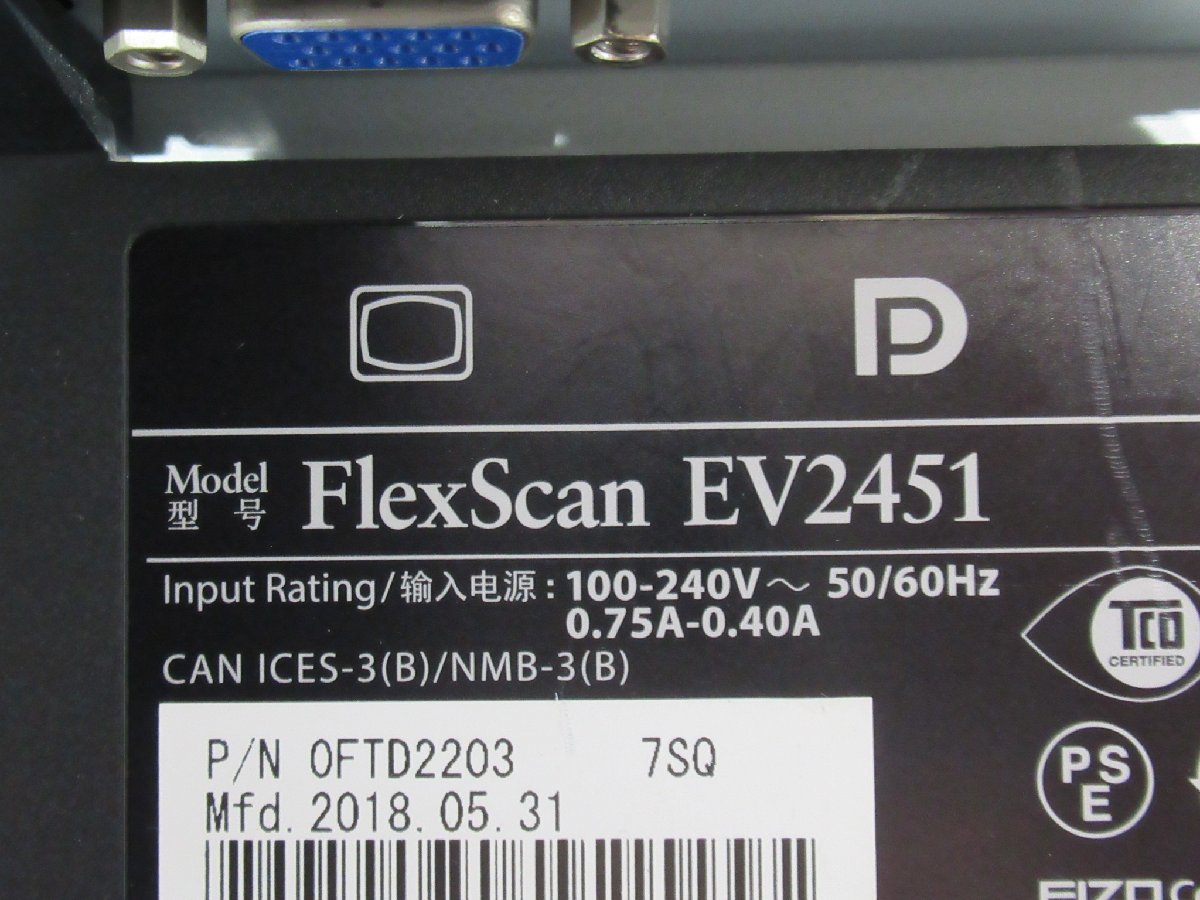 Model
型 号
FlexScan EV2451
Input Rating/输入电源: 100-240V～ 50/60Hz
0.75A-0.40A
CAN ICES-3(B)/NMB-3(B)
TCO
CERTIFIED
P/N 0FTD2203 7SQ
Mfd. 2018.05.31
PS
E
EIZO